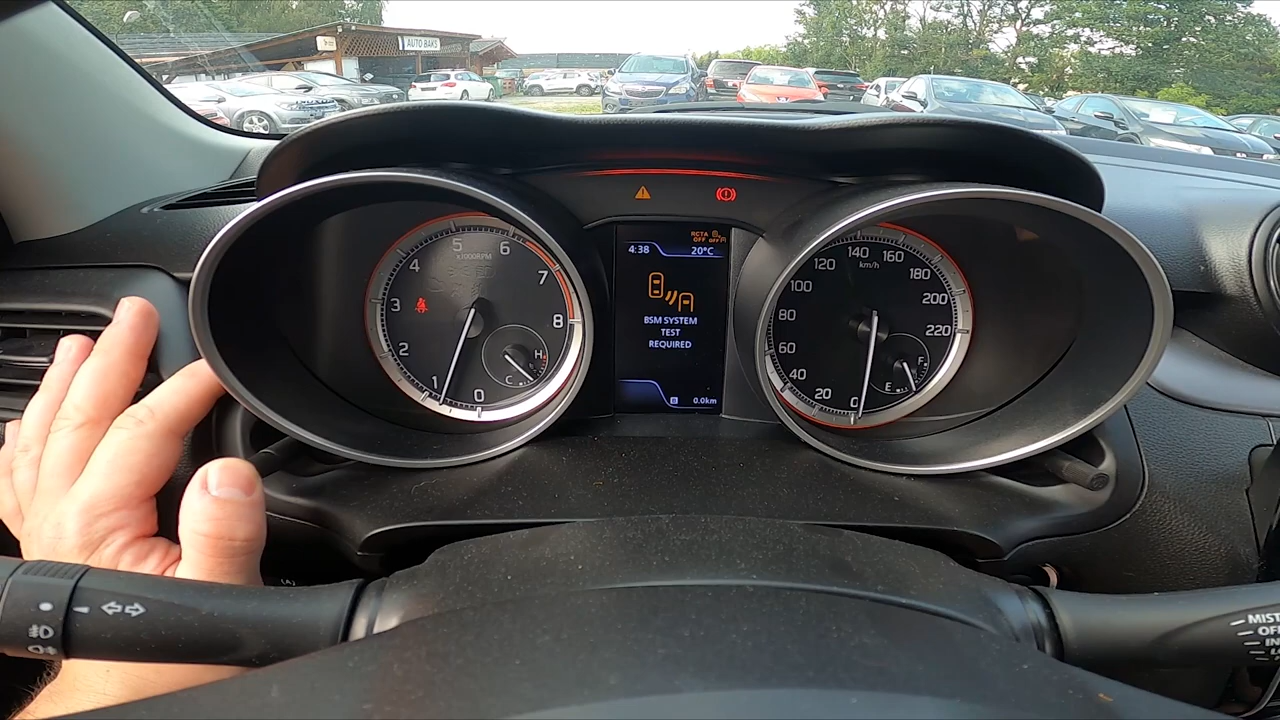 AUTO BAKS
RCTA
OFF OFF
4:38 20°C
BSM SYSTEM
TEST
REQUIRED
0.0km
x1000RPM
0
1
2
3
4
5
6
7
8
H
C
km/h
0
20
40
60
80
100
120
140
160
180
200
220
F
E
MIST